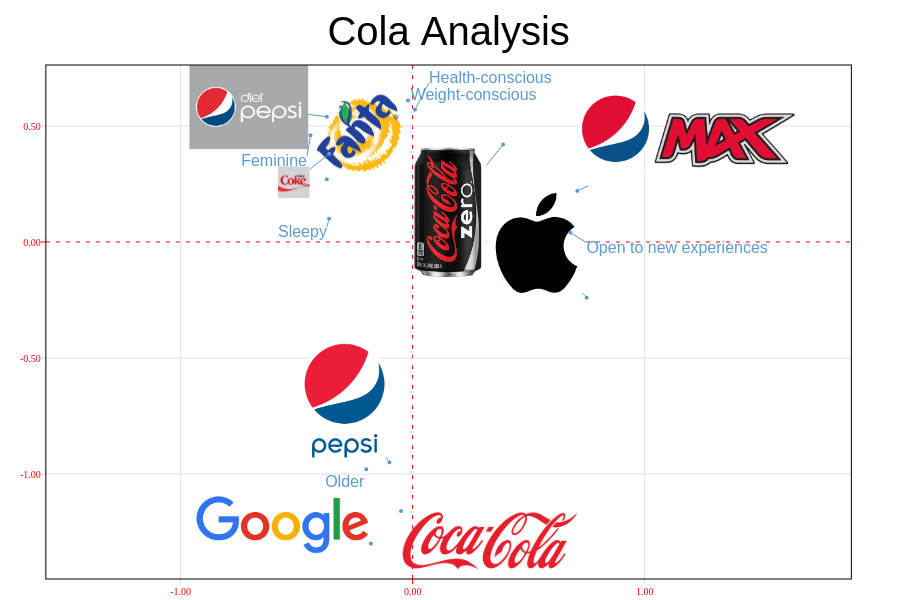 Cola Analysis
Health-conscious
Weight-conscious
diet
pepsi
Fanta
MAX
0.50
Feminine
Coke
Coca-Cola
zero
Sleepy
0.00
Open to new experiences
-0.50
pepsi
-1.00
Older
Google
Coca-Cola
-1.00
0.00
1.00